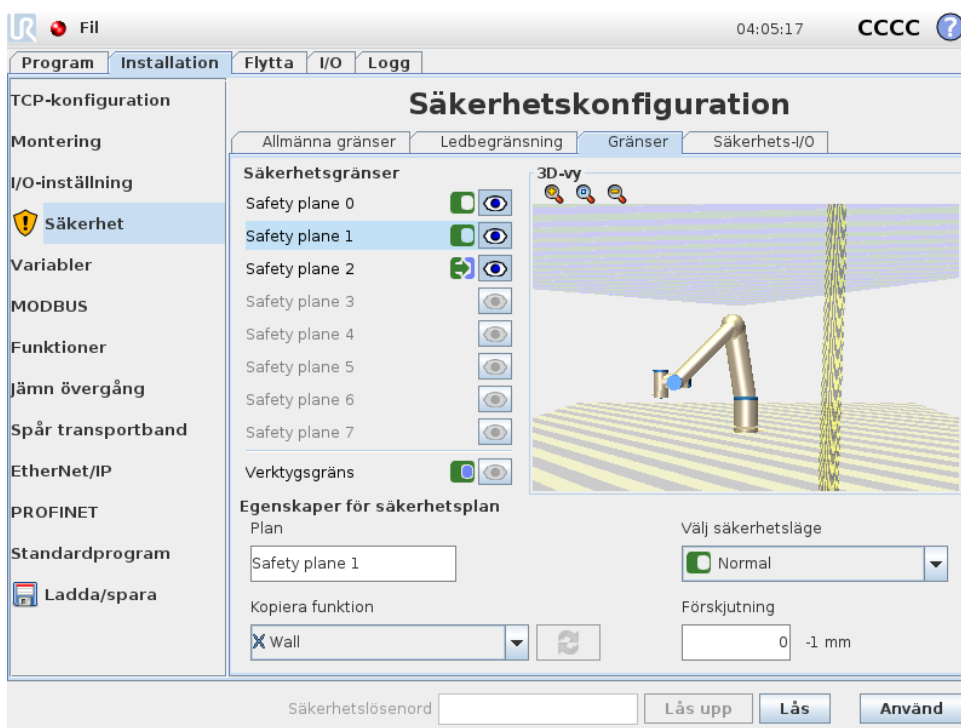 UR Fil 04:05:17 CCCC ?
Program Installation Flytta I/O Logg
TCP-konfiguration
Montering
I/O-inställning
Säkerhet
Variabler
MODBUS
Funktioner
Jämn övergång
Spår transportband
EtherNet/IP
PROFINET
Standardprogram
Ladda/spara
Säkerhetskonfiguration
Allmänna gränser Ledbegränsning Gränser Säkerhets-I/O
Säkerhetsgränser
Safety plane 0
Safety plane 1
Safety plane 2
Safety plane 3
Safety plane 4
Safety plane 5
Safety plane 6
Safety plane 7
Verktygsgräns
3D-vy
Egenskaper för säkerhetsplan
Plan
Safety plane 1
Välj säkerhetsläge
Normal
Kopiera funktion
Wall
Förskjutning
0 -1 mm
Säkerhetslösenord Lås upp Lås Använd